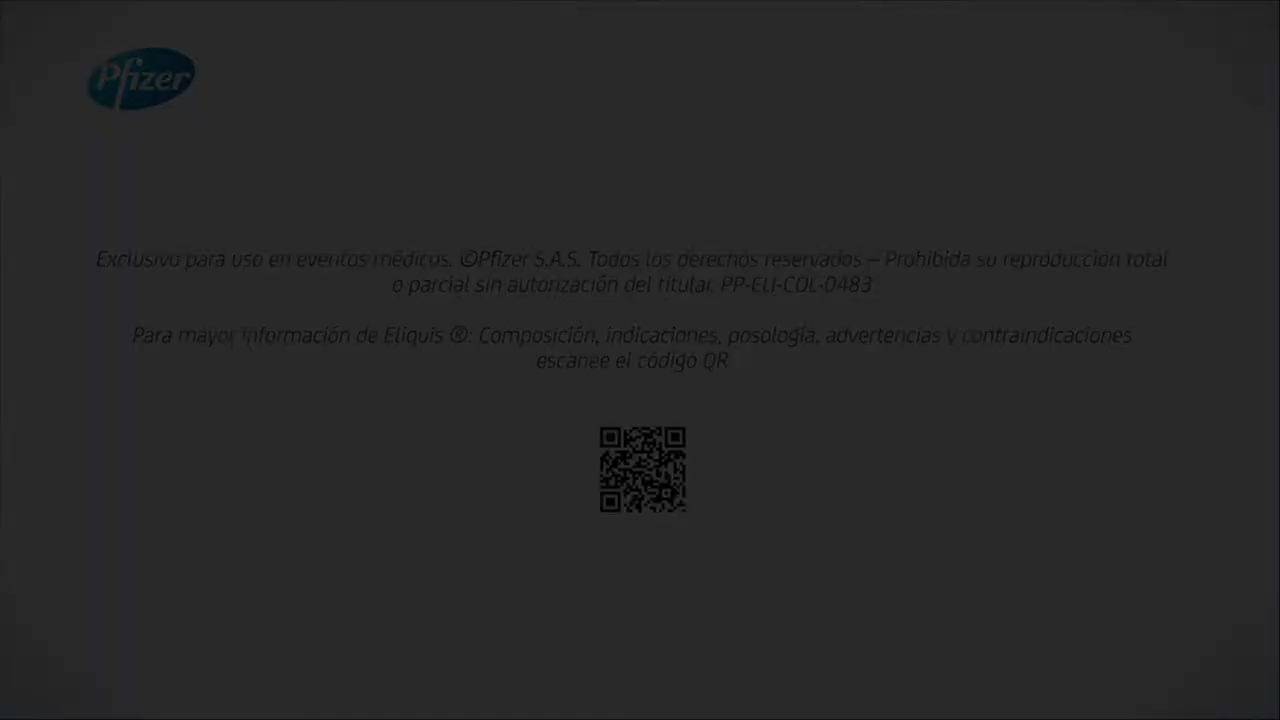 Pfizer
Exclusivo para uso en eventos médicos. ©Pfizer S.A.S. Todos los derechos reservados – Prohibida su reproducción total
o parcial sin autorización del titular. PP-ELI-COL-0483
Para mayor información de Eliquis ®: Composición, indicaciones, posología, advertencias y contraindicaciones
escanee el código QR